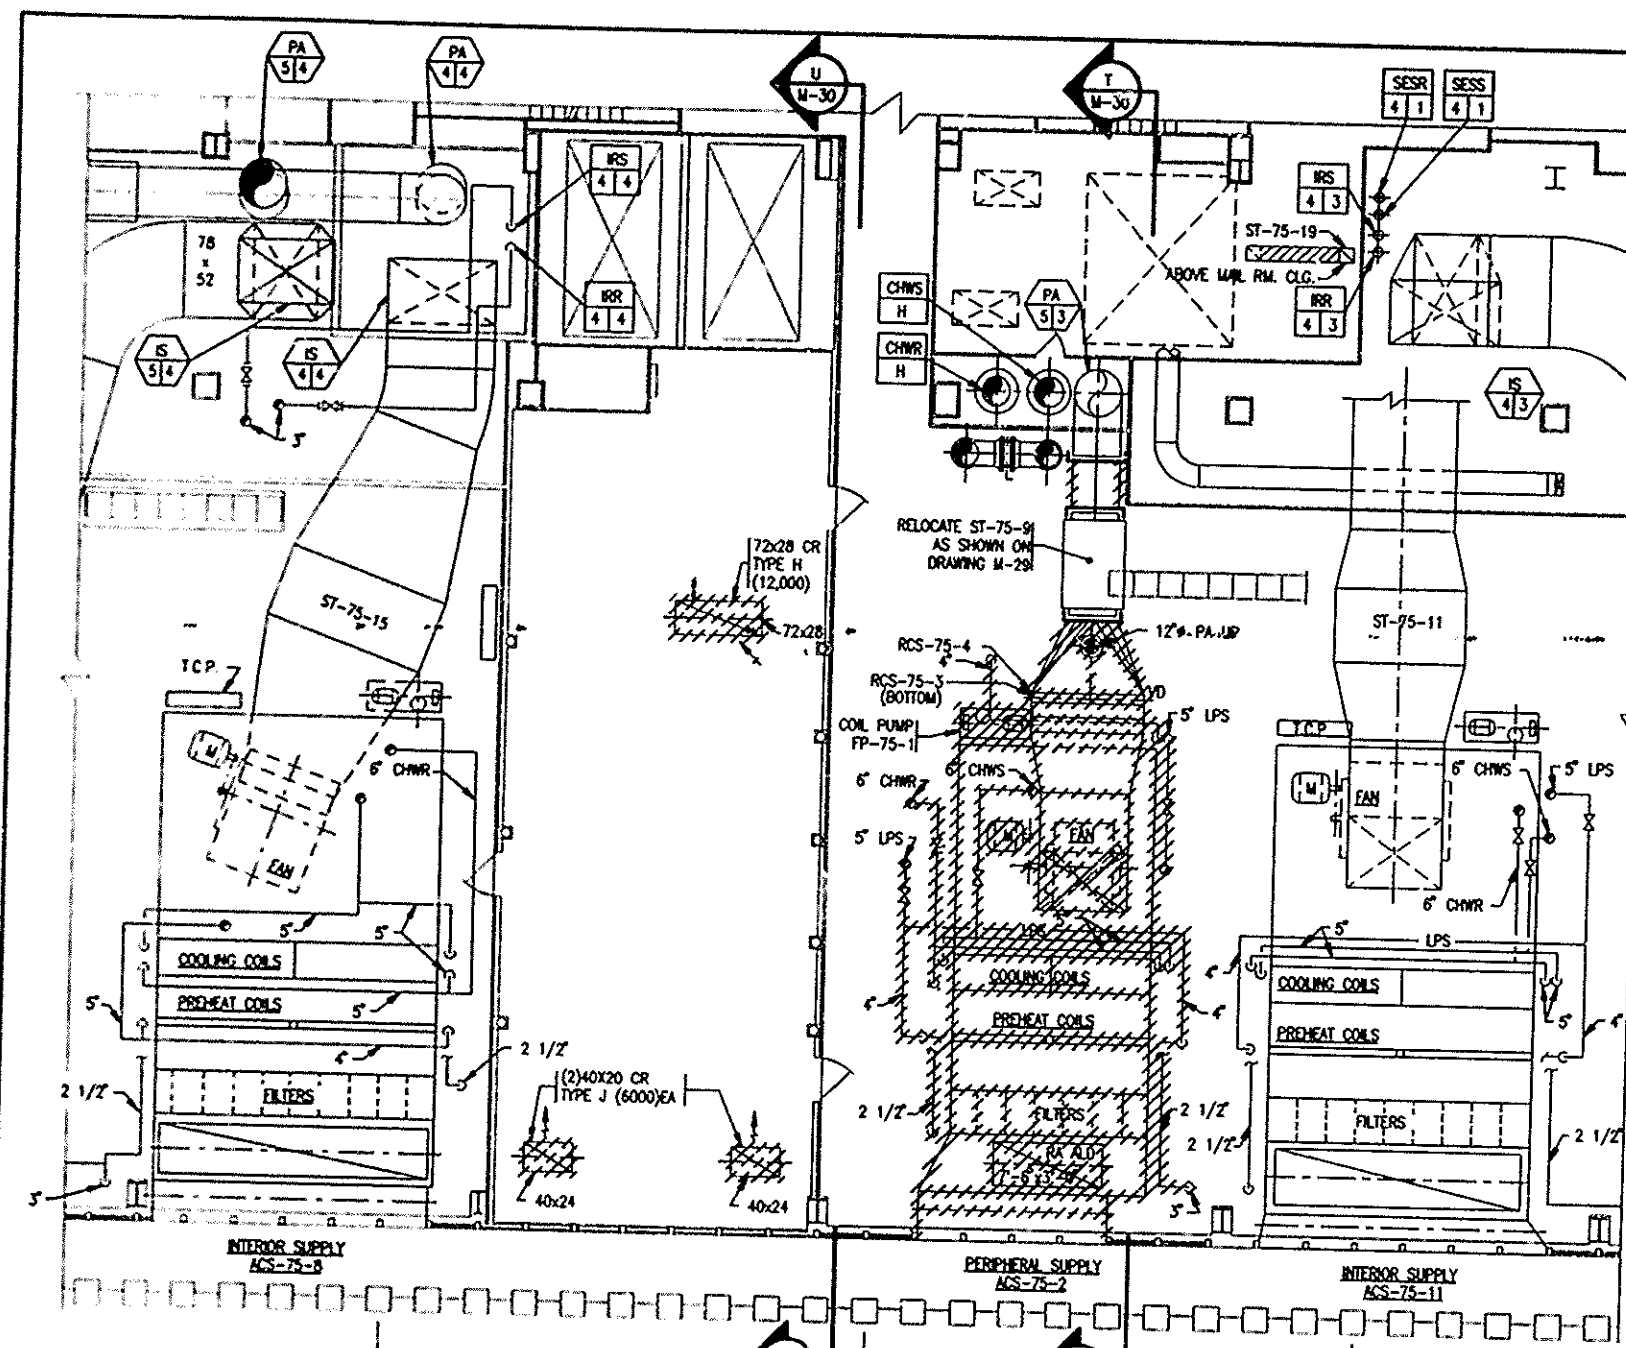 PA
5 4
PA
4 4
U
M-30
T
M-30
SESR
4 1
SESS
4 1
IRS
4 4
IRS
4 3
78
x
52
ST-75-19
ABOVE MAIL RM. CLG.
IRR
4 4
CHWS
H
PA
5 3
IRR
4 3
IS
5 4
IS
4 4
CHWR
H
IS
4 3
3"
RELOCATE ST-75-9
AS SHOWN ON
DRAWING M-29
72x28 CR
TYPE H
(12,000)
72x28
ST-75-15
ST-75-11
12"ø PA UP
RCS-75-4
4"
RCS-75-3
(BOTTOM)
VD
T.C.P.
COIL PUMP
FP-75-1
5" LPS
T.C.P.
M
6" CHWR
6" CHWS
6" CHWR
6" CHWS
5" LPS
M
FAN
5" LPS
M
FAN
FAN
6" CHWR
5"
5"
LPS
5"
LPS
COOLING COILS
COOLING COILS
COOLING COILS
4"
5"
PREHEAT COILS
5"
4"
PREHEAT COILS
4"
PREHEAT COILS
5"
4"
4"
2 1/2"
2 1/2"
FILTERS
(2)40X20 CR
TYPE J (6000)EA
2 1/2"
FILTERS
2 1/2"
2 1/2"
FILTERS
2 1/2"
RA ALD
3"
40x24
40x24
3"
INTERIOR SUPPLY
ACS-75-8
PERIPHERAL SUPPLY
ACS-75-2
INTERIOR SUPPLY
ACS-75-11